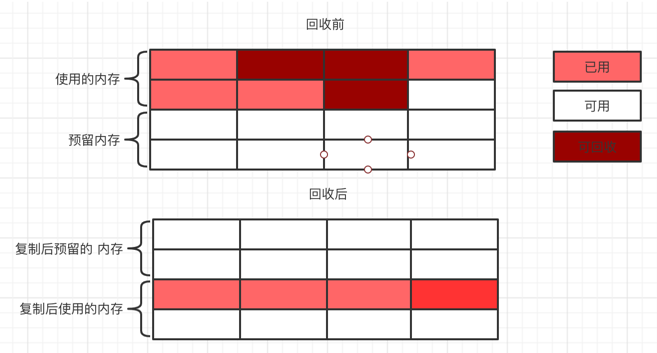 回收前
使用的内存
已用
可用
预留内存
可回收
回收后
复制后预留的 内存
复制后使用的内存